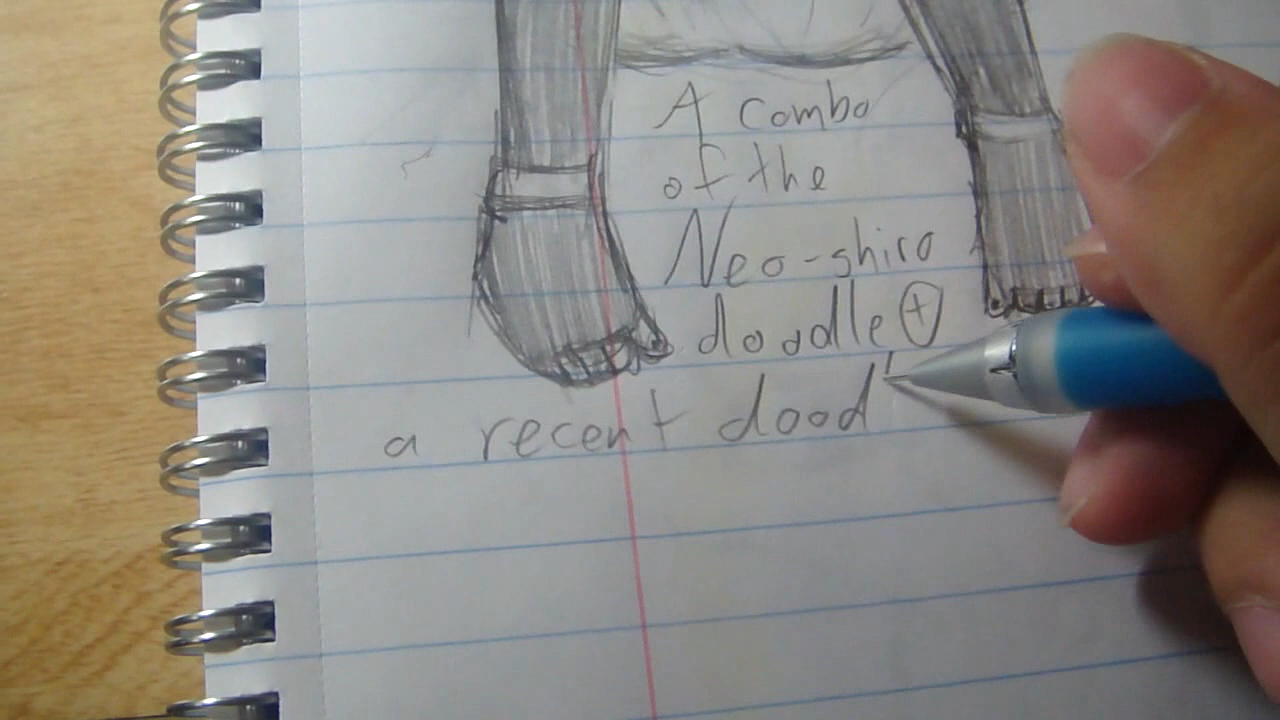 A combo
of the
Neo-shiro
doodle +
a recent dood'